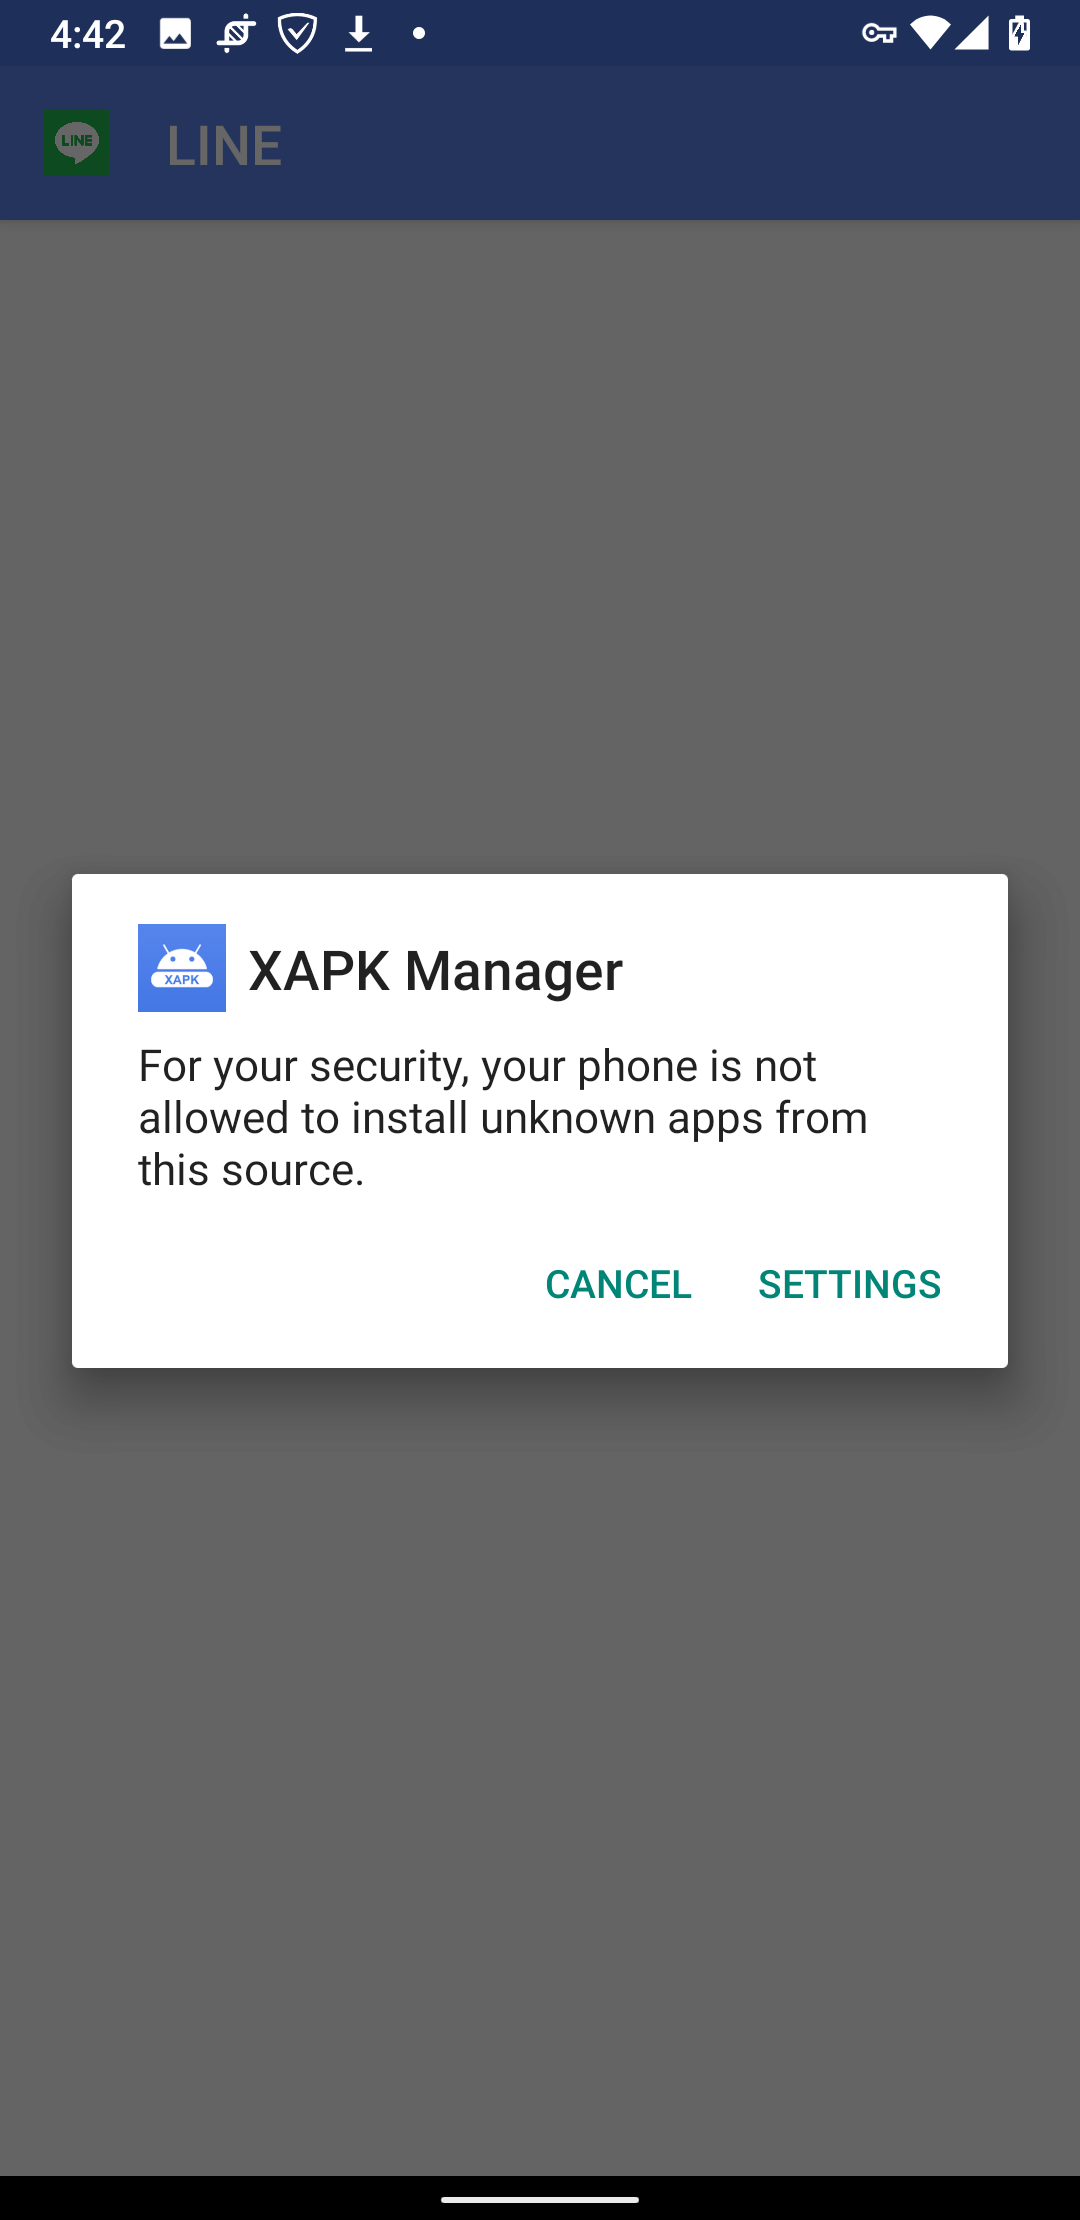 4:42
LINE
LINE
XAPK
XAPK Manager
For your security, your phone is not
allowed to install unknown apps from
this source.
CANCEL SETTINGS